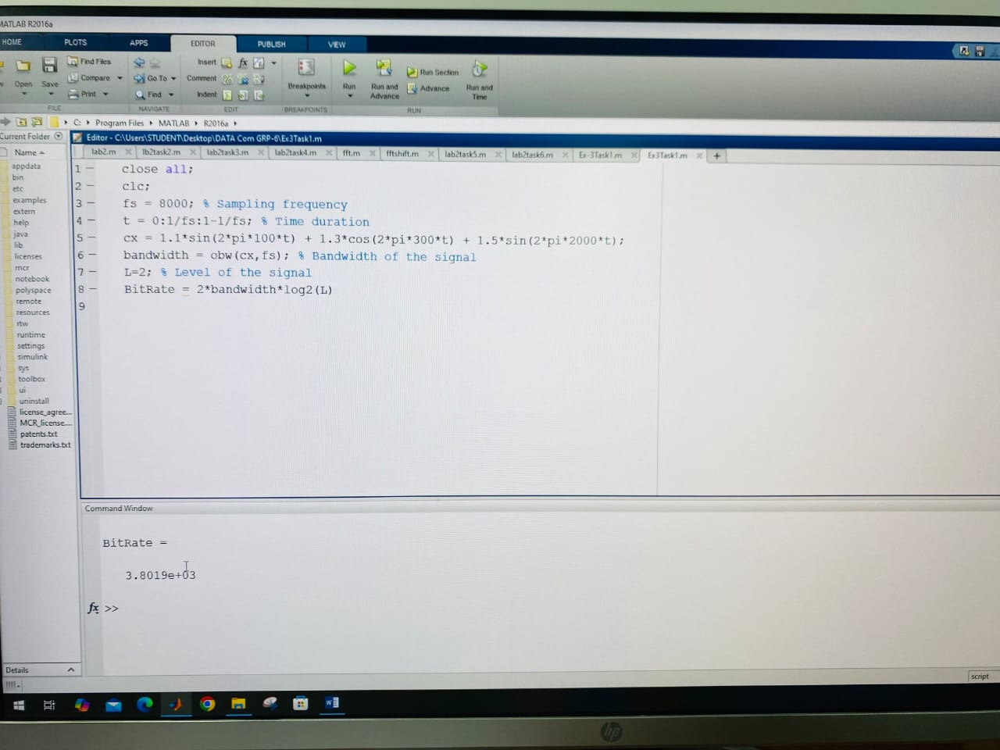 MATLAB R2016a
HOME PLOTS APPS EDITOR PUBLISH VIEW
Find Files
Compare
Print
Open
Save
FILE
Go To
Find
NAVIGATE
Insert fx
Comment
Indent
EDIT
Breakpoints
BREAKPOINTS
Run
Run and Advance
Run Section
Advance
Run and Time
RUN
C: Program Files MATLAB R2016a
Current Folder
Name
appdata
bin
etc
examples
extern
help
java
lib
licenses
mcr
notebook
polyspace
remote
resources
rtw
runtime
settings
simulink
sys
toolbox
ui
uninstall
license_agree...
MCR_license....
patents.txt
trademarks.txt
Details
Editor - C:\Users\STUDENT\Desktop\DATA Com GRP-6\Ex3Task1.m
lab2.m lb2task2.m lab2task3.m lab2task4.m fft.m fftshift.m lab2task5.m lab2task6.m Ex-3Task1.m Ex3Task1.m +
1 – close all;
2 – clc;
3 – fs = 8000; % Sampling frequency
4 – t = 0:1/fs:1-1/fs; % Time duration
5 – cx = 1.1*sin(2*pi*100*t) + 1.3*cos(2*pi*300*t) + 1.5*sin(2*pi*2000*t);
6 – bandwidth = obw(cx,fs); % Bandwidth of the signal
7 – L=2; % Level of the signal
8 – BitRate = 2*bandwidth*log2(L)
9
Command Window
BitRate =
3.8019e+03
fx >>
script
hp